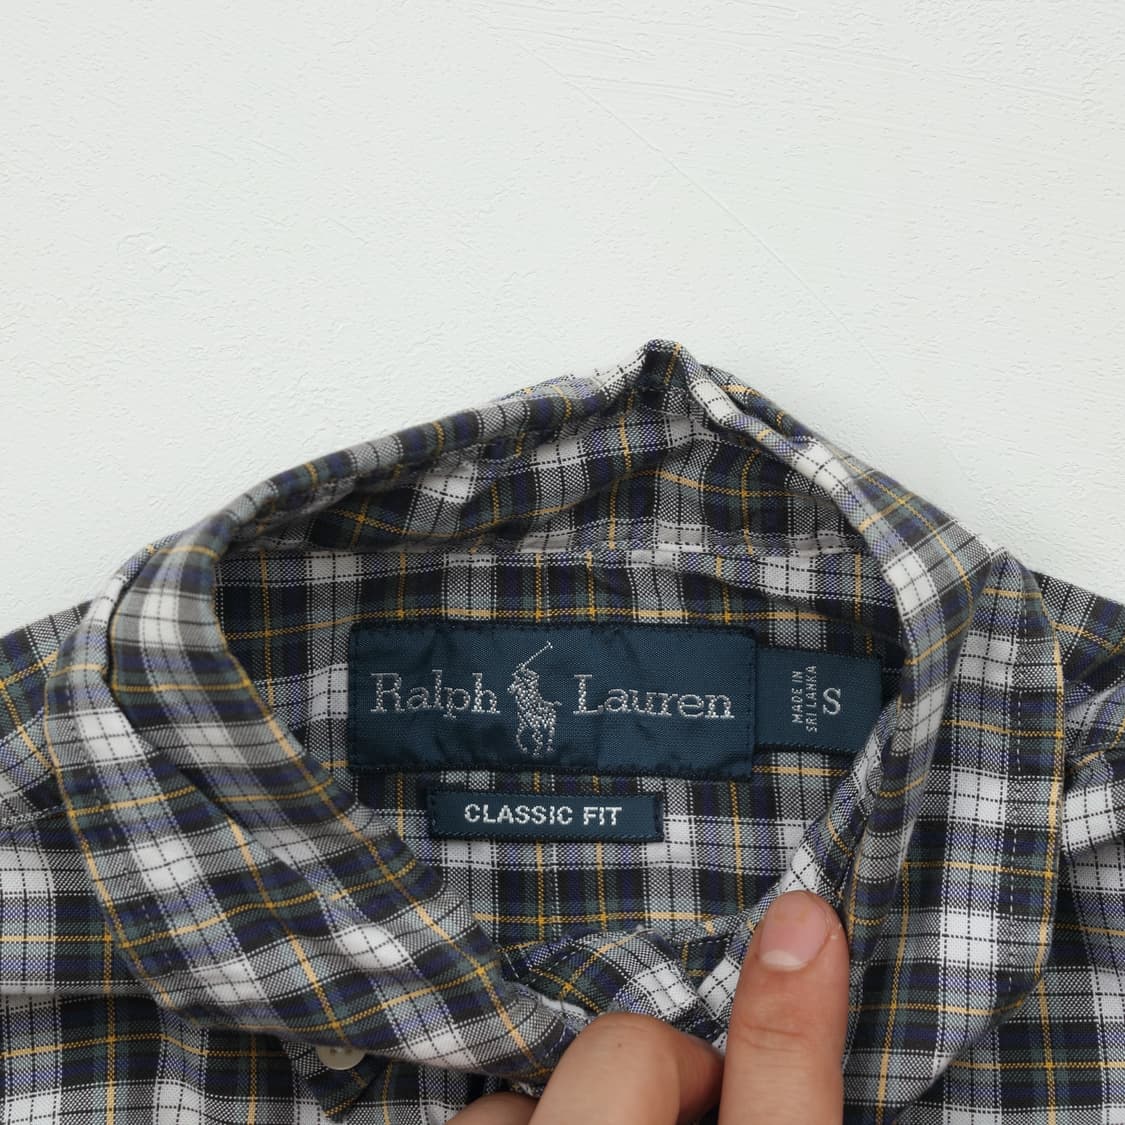 Ralph Lauren
MADE IN
SRI LANKA
S
CLASSIC FIT